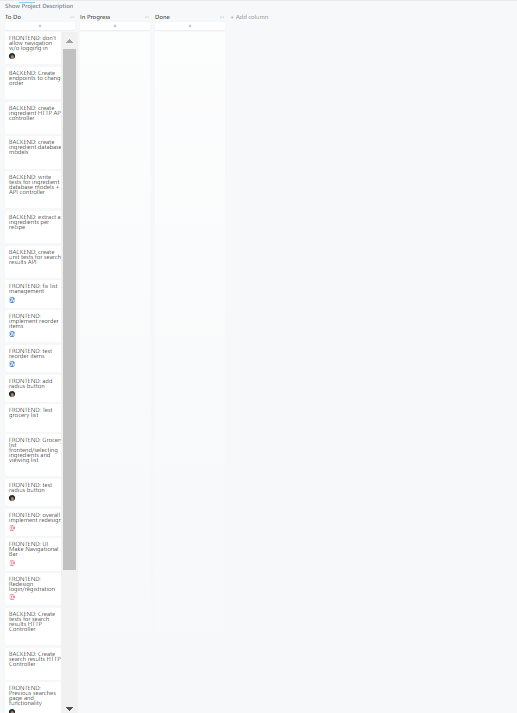 Show Project Description
To Do
In Progress
Done
+ Add column
+
+
+
FRONTEND: don't
allow navigation
w/o logging in
BACKEND: Create
endpoints to chang
order
BACKEND: create
ingredient HTTP AP
controller
BACKEND: create
ingredient database
models
BACKEND: write
tests for ingredient
database models +
API controller
BACKEND: extract a
ingredients per
recipe
BACKEND: create
unit tests for search
results API
FRONTEND: fix list
management
FRONTEND:
implement reorder
items
FRONTEND: test
reorder items
FRONTEND: add
radius button
FRONTEND: Test
grocery list
FRONTEND: Grocer
list
frontend/selecting
ingredients and
viewing list
FRONTEND: test
radius button
FRONTEND: overall
implement redesign
FRONTEND: UI
Make Navigational
Bar
FRONTEND:
Redesign
login/registration
BACKEND: Create
tests for search
results HTTP
Controller
BACKEND: Create
search results HTTP
Controller
FRONTEND:
Previous searches
page and
functionality